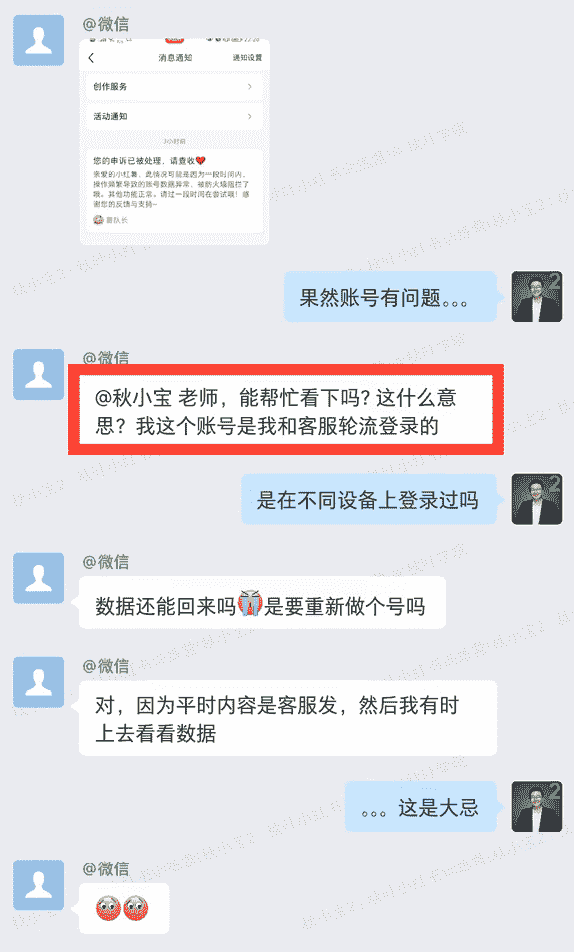 @微信
消息通知
通知设置
创作服务
活动通知
3小时前
您的申诉已被处理，请查收❤
亲爱的小红薯，此情况可能是因为一段时间内，
操作频繁导致的账号数据异常，被防火墙阻拦了
哦。其他功能正常。请过一段时间在尝试哦！感
谢您的反馈与支持~
薯队长
果然账号有问题。。。
@微信
@秋小宝 老师，能帮忙看下吗? 这什么意
思？我这个账号是我和客服轮流登录的
是在不同设备上登录过吗
@微信
数据还能回来吗是要重新做个号吗
@微信
对，因为平时内容是客服发，然后我有时
上去看看数据
。。。这是大忌
@微信